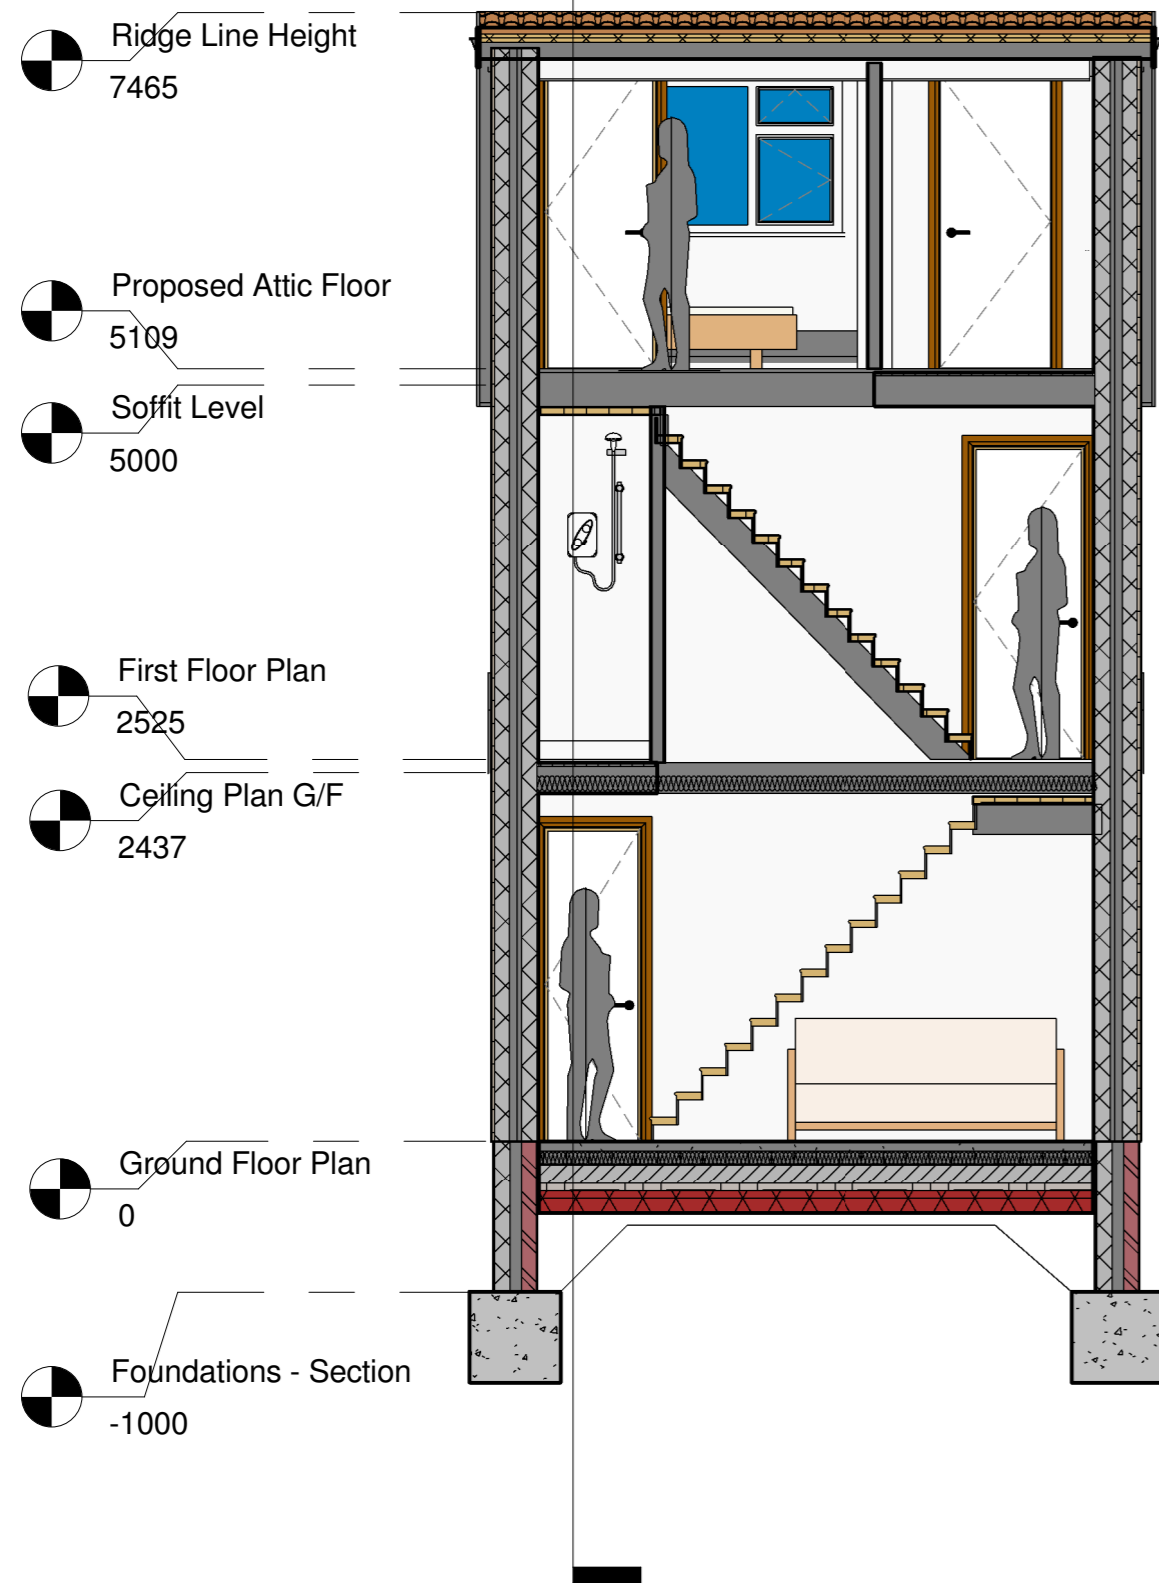 Ridge Line Height
7465
Proposed Attic Floor
5109
Soffit Level
5000
First Floor Plan
2525
Ceiling Plan G/F
2437
Ground Floor Plan
0
Foundations - Section
-1000